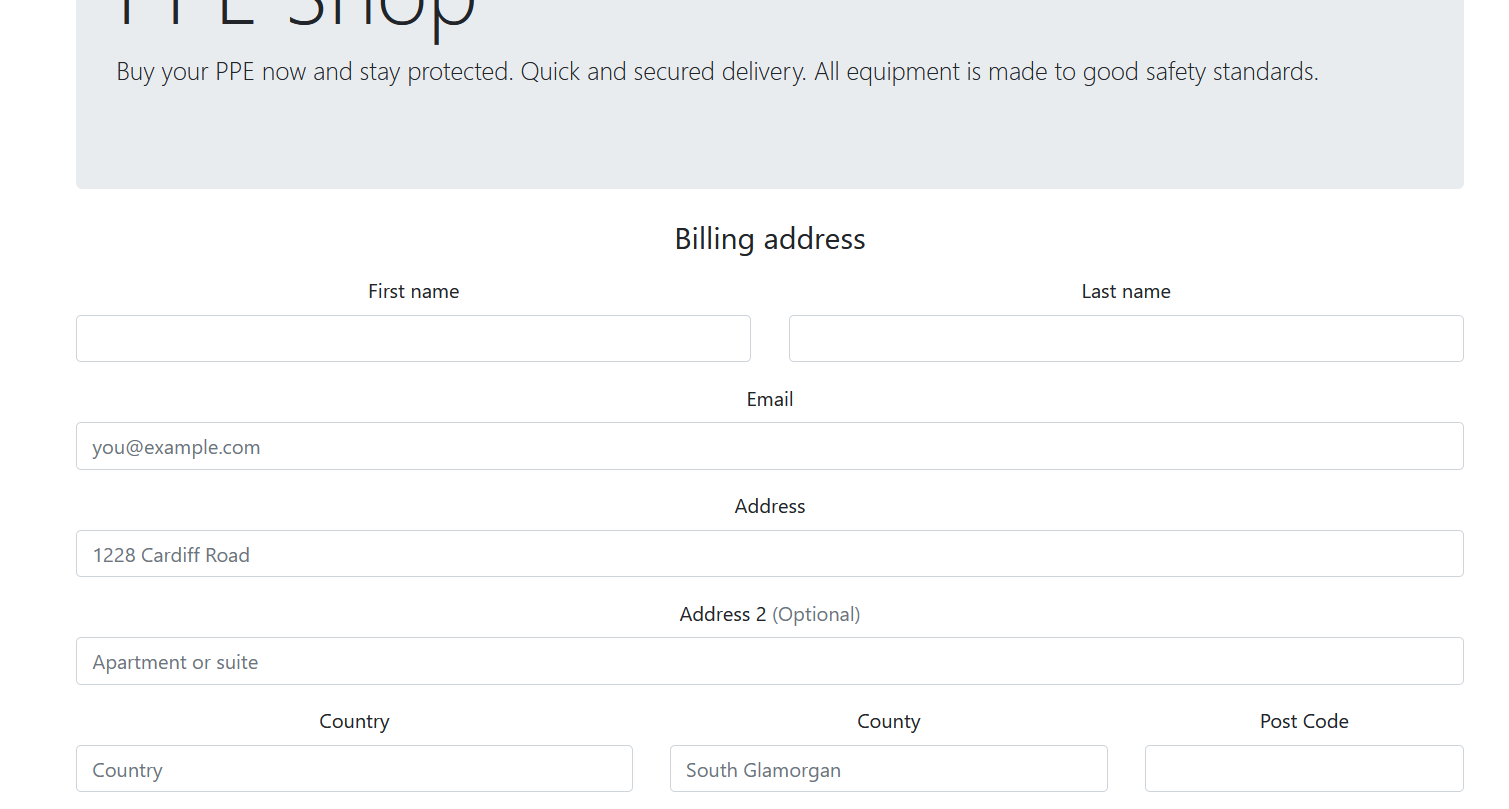 PPE Shop
Buy your PPE now and stay protected. Quick and secured delivery. All equipment is made to good safety standards.
Billing address
First name
Last name
Email
you@example.com
Address
1228 Cardiff Road
Address 2 (Optional)
Apartment or suite
Country
County
Post Code
Country
South Glamorgan